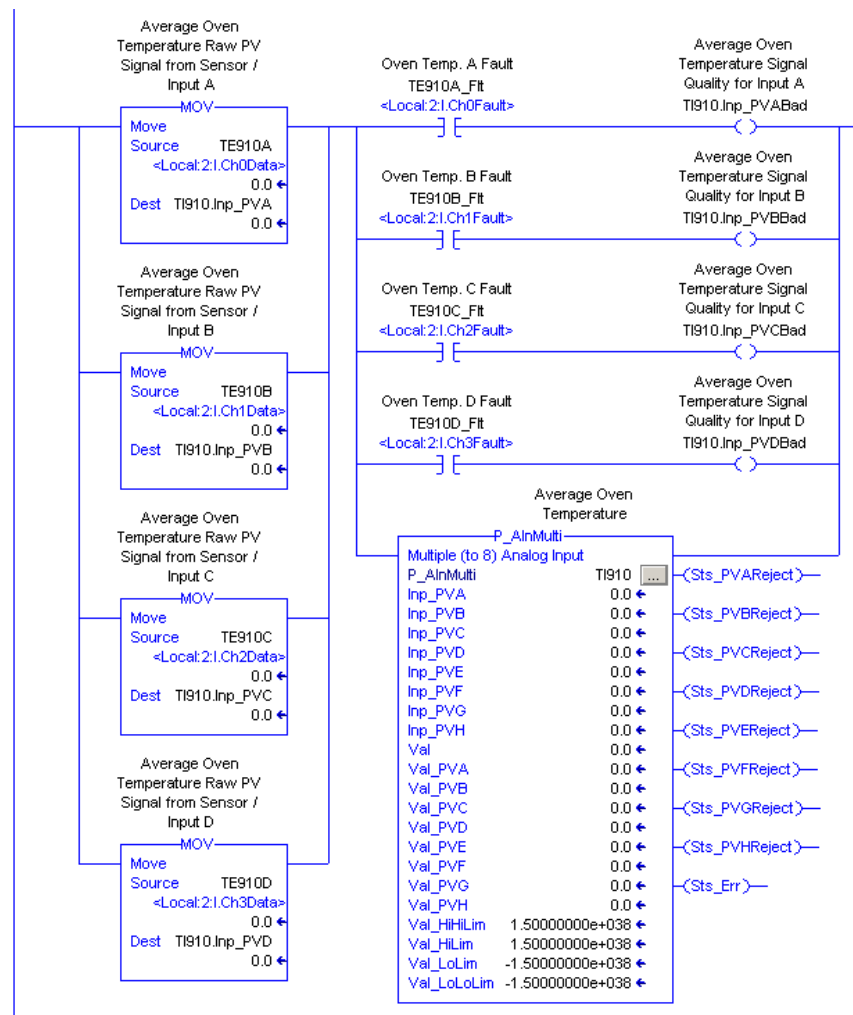 Average Oven
Temperature Raw PV
Signal from Sensor /
Input A
MOV
Move
Source TE910A
<Local:2:I.Ch0Data>
0.0
Dest TI910.Inp_PVA
0.0
Average Oven
Temperature Raw PV
Signal from Sensor /
Input B
MOV
Move
Source TE910B
<Local:2:I.Ch1Data>
0.0
Dest TI910.Inp_PVB
0.0
Average Oven
Temperature Raw PV
Signal from Sensor /
Input C
MOV
Move
Source TE910C
<Local:2:I.Ch2Data>
0.0
Dest TI910.Inp_PVC
0.0
Average Oven
Temperature Raw PV
Signal from Sensor /
Input D
MOV
Move
Source TE910D
<Local:2:I.Ch3Data>
0.0
Dest TI910.Inp_PVD
0.0
Oven Temp. A Fault
TE910A_Flt
<Local:2:I.Ch0Fault>
Average Oven
Temperature Signal
Quality for Input A
TI910.Inp_PVABad
Oven Temp. B Fault
TE910B_Flt
<Local:2:I.Ch1Fault>
Average Oven
Temperature Signal
Quality for Input B
TI910.Inp_PVBBad
Oven Temp. C Fault
TE910C_Flt
<Local:2:I.Ch2Fault>
Average Oven
Temperature Signal
Quality for Input C
TI910.Inp_PVCBad
Oven Temp. D Fault
TE910D_Flt
<Local:2:I.Ch3Fault>
Average Oven
Temperature Signal
Quality for Input D
TI910.Inp_PVDBad
Average Oven
Temperature
P_AInMulti
Multiple (to 8) Analog Input
P_AInMulti TI910 ...
Inp_PVA 0.0
Inp_PVB 0.0
Inp_PVC 0.0
Inp_PVD 0.0
Inp_PVE 0.0
Inp_PVF 0.0
Inp_PVG 0.0
Inp_PVH 0.0
Val 0.0
Val_PVA 0.0
Val_PVB 0.0
Val_PVC 0.0
Val_PVD 0.0
Val_PVE 0.0
Val_PVF 0.0
Val_PVG 0.0
Val_PVH 0.0
Val_HiHiLim 1.50000000e+038
Val_HiLim 1.50000000e+038
Val_LoLim -1.50000000e+038
Val_LoLoLim -1.50000000e+038
Sts_PVAReject
Sts_PVBReject
Sts_PVCReject
Sts_PVDReject
Sts_PVEReject
Sts_PVFReject
Sts_PVGReject
Sts_PVHReject
Sts_Err